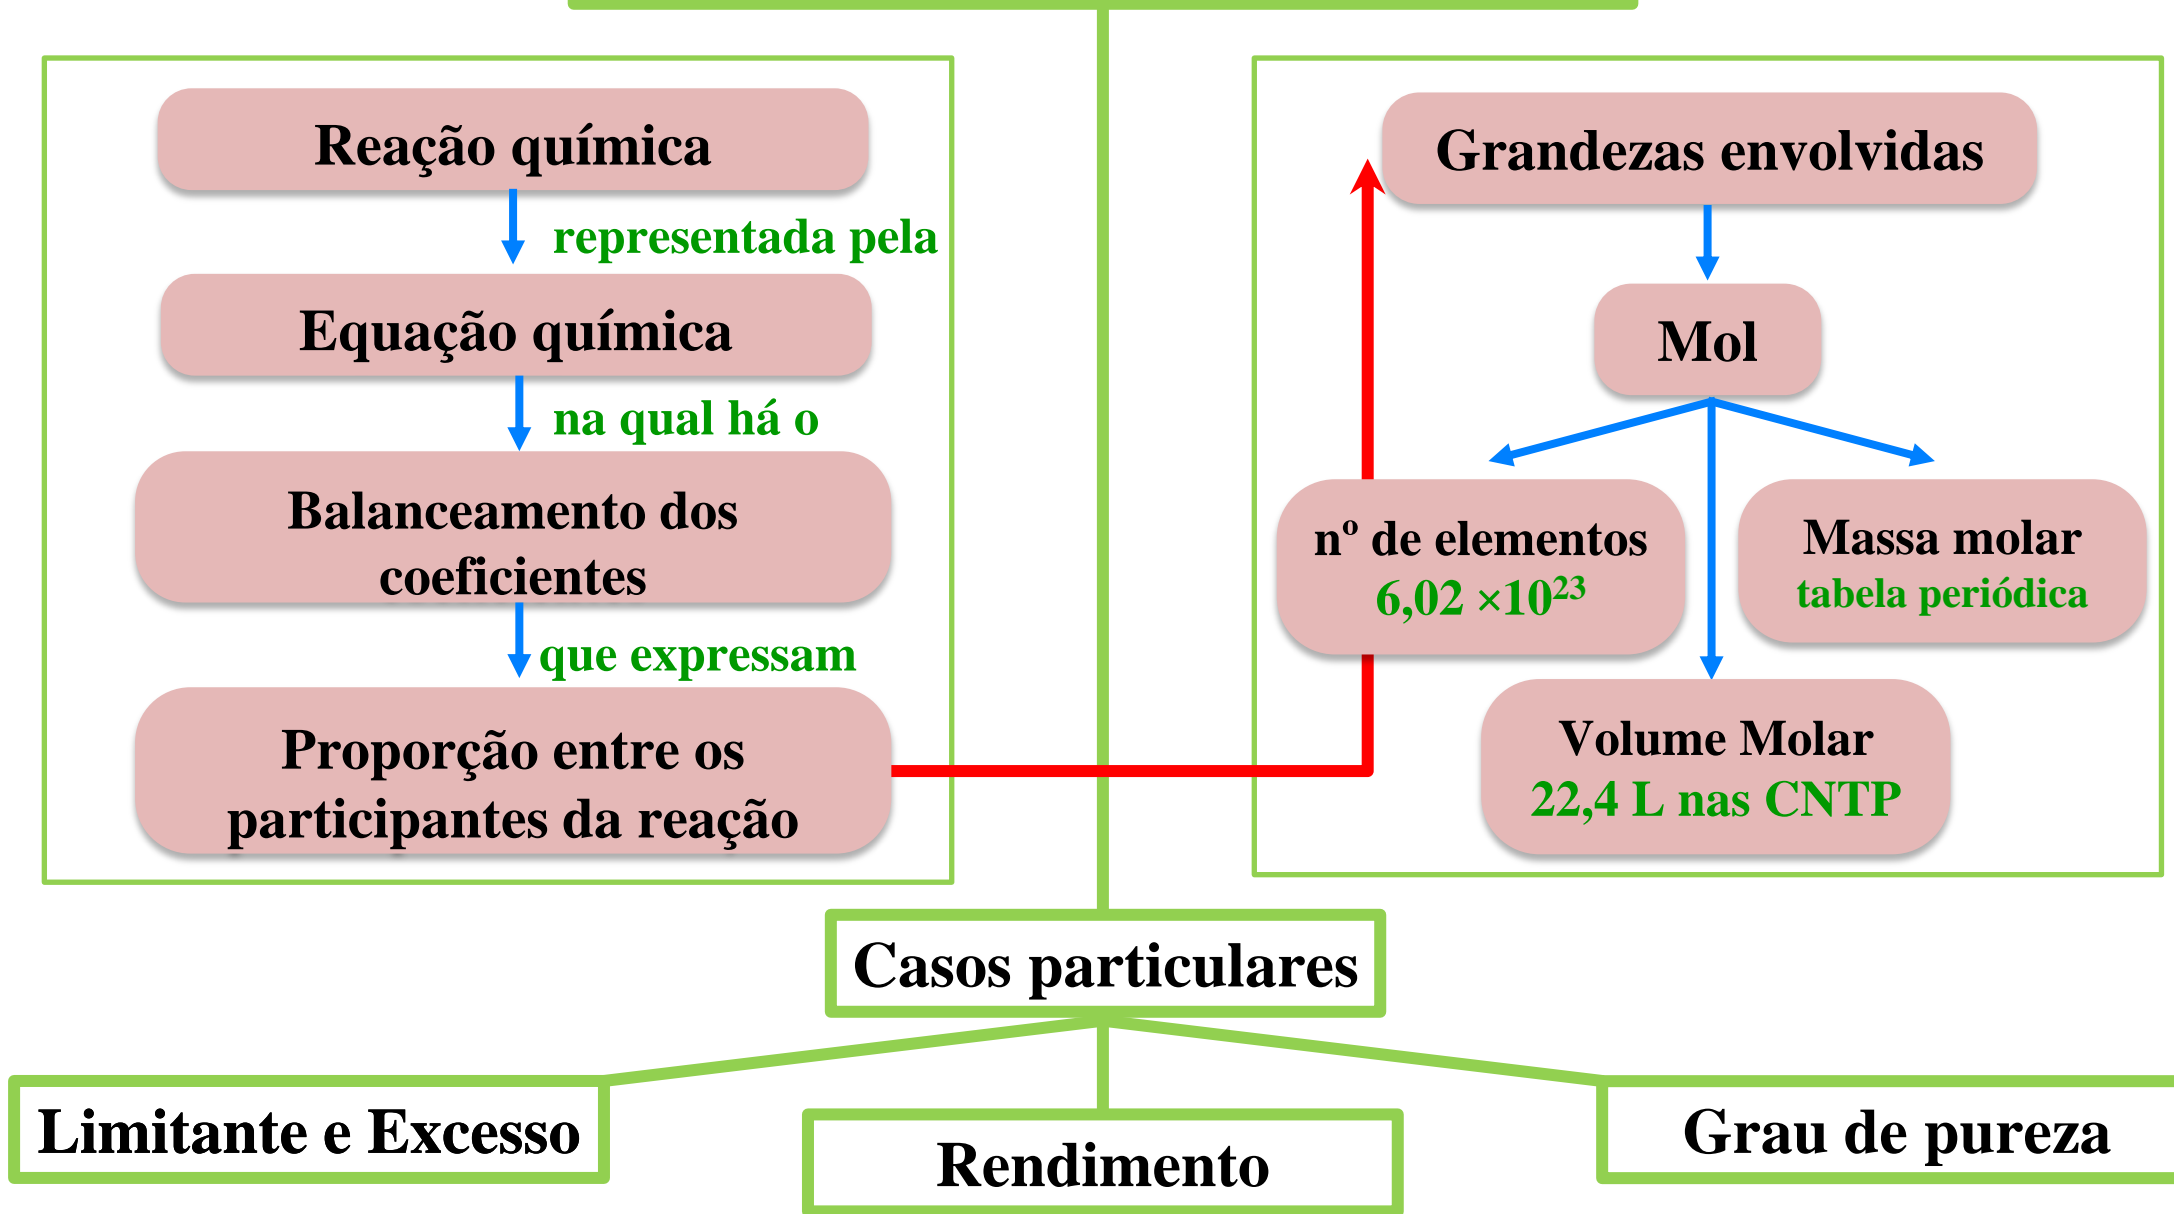 Reação química
representada pela
Equação química
na qual há o
Balanceamento dos
coeficientes
que expressam
Proporção entre os
participantes da reação
Grandezas envolvidas
Mol
nº de elementos
6,02 ×10²³
Massa molar
tabela periódica
Volume Molar
22,4 L nas CNTP
Casos particulares
Limitante e Excesso
Rendimento
Grau de pureza